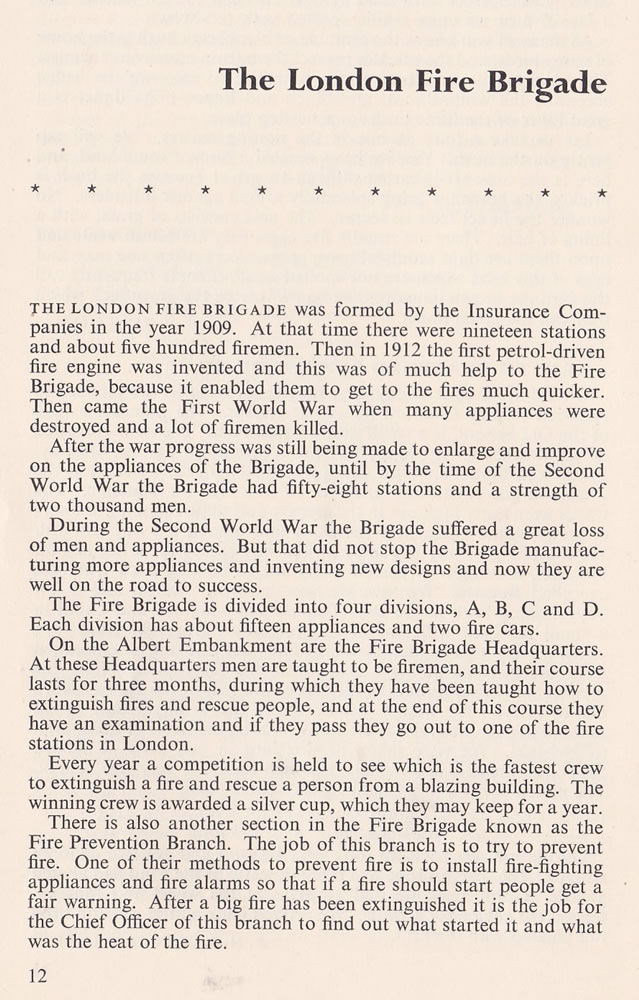 The London Fire Brigade
* * * * * * * * * * *
THE LONDON FIRE BRIGADE was formed by the Insurance Com-
panies in the year 1909. At that time there were nineteen stations
and about five hundred firemen. Then in 1912 the first petrol-driven
fire engine was invented and this was of much help to the Fire
Brigade, because it enabled them to get to the fires much quicker.
Then came the First World War when many appliances were
destroyed and a lot of firemen killed.
After the war progress was still being made to enlarge and improve
on the appliances of the Brigade, until by the time of the Second
World War the Brigade had fifty-eight stations and a strength of
two thousand men.
During the Second World War the Brigade suffered a great loss
of men and appliances. But that did not stop the Brigade manufac-
turing more appliances and inventing new designs and now they are
well on the road to success.
The Fire Brigade is divided into four divisions, A, B, C and D.
Each division has about fifteen appliances and two fire cars.
On the Albert Embankment are the Fire Brigade Headquarters.
At these Headquarters men are taught to be firemen, and their course
lasts for three months, during which they have been taught how to
extinguish fires and rescue people, and at the end of this course they
have an examination and if they pass they go out to one of the fire
stations in London.
Every year a competition is held to see which is the fastest crew
to extinguish a fire and rescue a person from a blazing building. The
winning crew is awarded a silver cup, which they may keep for a year.
There is also another section in the Fire Brigade known as the
Fire Prevention Branch. The job of this branch is to try to prevent
fire. One of their methods to prevent fire is to install fire-fighting
appliances and fire alarms so that if a fire should start people get a
fair warning. After a big fire has been extinguished it is the job for
the Chief Officer of this branch to find out what started it and what
was the heat of the fire.
12